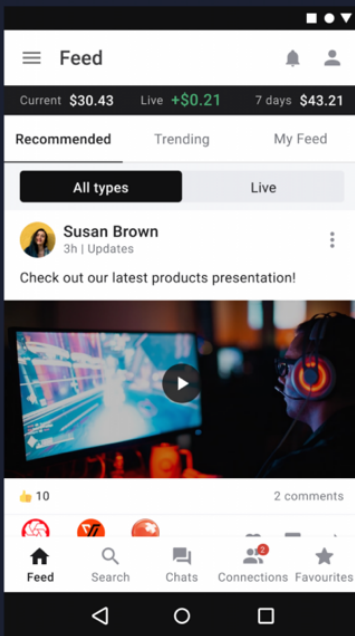 Feed
Current $30.43 Live +$0.21 7 days $43.21
Recommended Trending My Feed
All types Live
Susan Brown
3h | Updates
Check out our latest products presentation!
10 2 comments
2
Feed Search Chats Connections Favourites